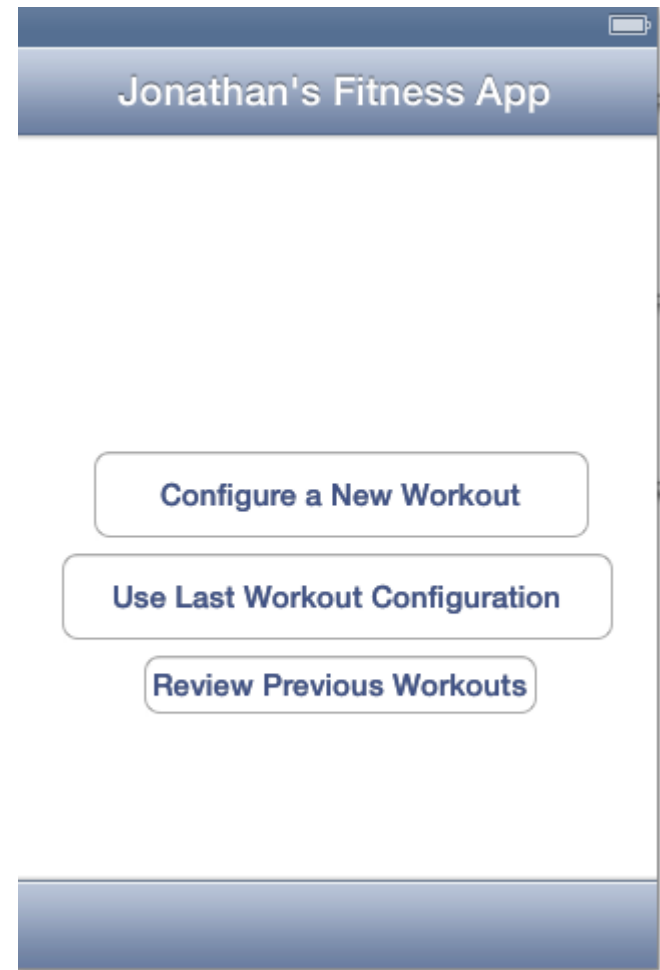 Jonathan's Fitness App
Configure a New Workout
Use Last Workout Configuration
Review Previous Workouts